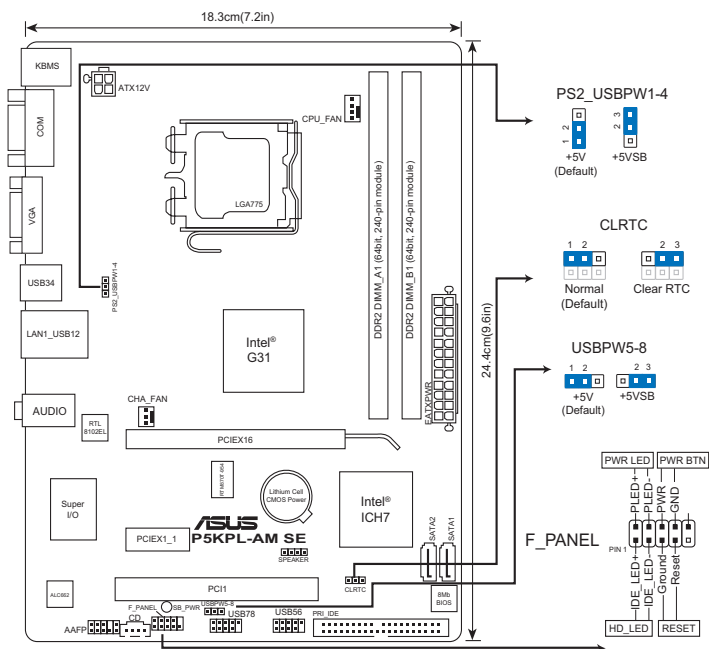 18.3cm(7.2in)
KBMS
ATX12V
CPU_FAN
COM
LGA775
VGA
DDR2 DIMM_A1 (64bit, 240-pin module)
DDR2 DIMM_B1 (64bit, 240-pin module)
24.4cm(9.6in)
USB34
PS2_USBPW1-4
LAN1_USB12
Intel®
G31
EATXPWR
CHA_FAN
AUDIO
RTL
8102EL
PCIEX16
Lithium Cell
CMOS Power
Super
I/O
Intel®
ICH7
ASUS
P5KPL-AM SE
PCIEX1_1
SPEAKER
SATA2
SATA1
PCI1
CLRTC
8Mb
BIOS
ALC662
F_PANEL
SB_PWR
USBPW5-8
AAFP
CD
USB78
USB56
PRI_IDE
PS2_USBPW1-4
1 2
2 3
+5V
(Default)
+5VSB
CLRTC
1 2
2 3
Normal
(Default)
Clear RTC
USBPW5-8
1 2
2 3
+5V
(Default)
+5VSB
PWR LED
PWR BTN
PLED+
PLED-
PWR
GND
F_PANEL
PIN 1
IDE_LED+
IDE_LED-
Ground
Reset
HD_LED
RESET